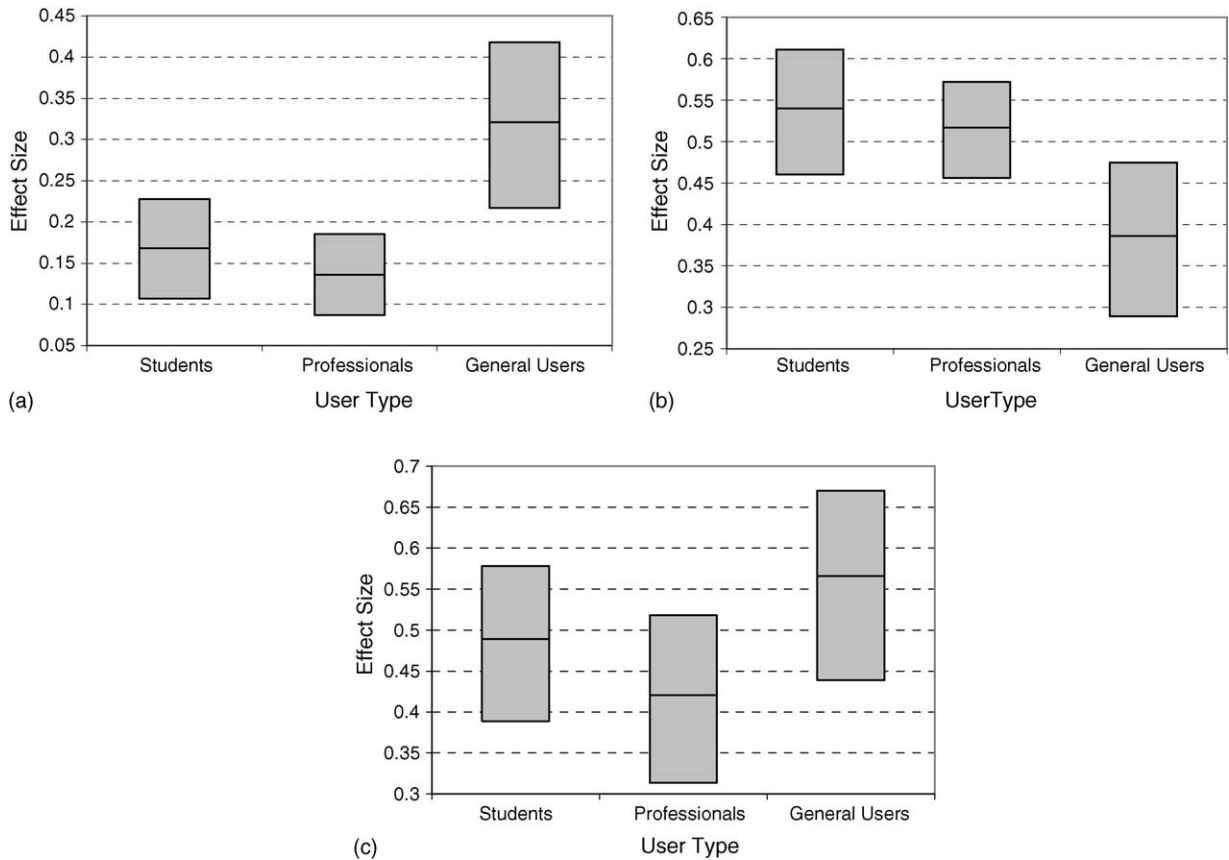 0.45
0.4
0.35
0.3
0.25
0.2
0.15
0.1
0.05
Effect Size
Students Professionals General Users
User Type
(a)
0.65
0.6
0.55
0.5
0.45
0.4
0.35
0.3
0.25
Effect Size
Students Professionals General Users
UserType
(b)
0.7
0.65
0.6
0.55
0.5
0.45
0.4
0.35
0.3
Effect Size
Students Professionals General Users
User Type
(c)